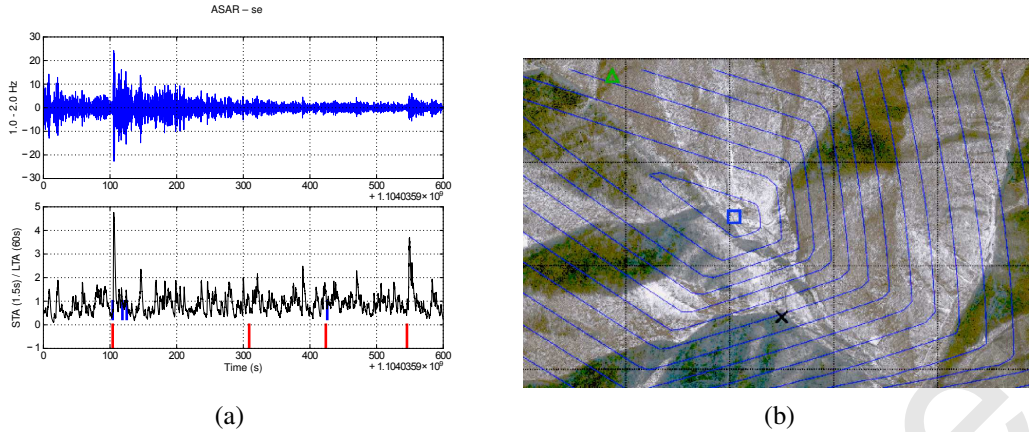 ASAR – se
1.0 - 2.0 Hz
30
20
10
0
− 10
− 20
− 30
0 100 200 300 400 500 600
+ 1.1040359× 10⁹
STA (1.5s) / LTA (60s)
5
4
3
2
1
0
− 1
0 100 200 300 400 500 600
Time (s)
+ 1.1040359× 10⁹
(a)
(b)